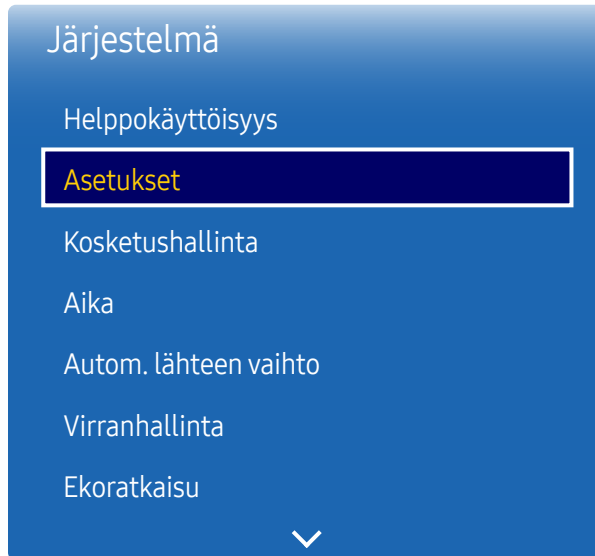 Järjestelmä
Helppokäyttöisyys
Asetukset
Kosketushallinta
Aika
Autom. lähteen vaihto
Virranhallinta
Ekoratkaisu